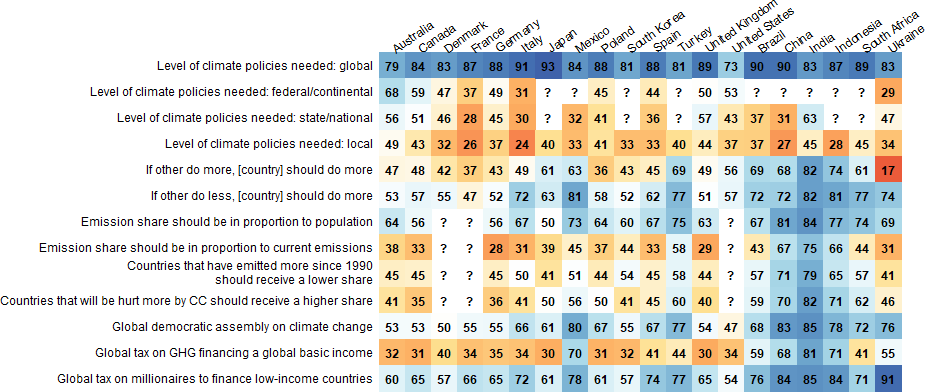 Australia Canada Denmark France Germany Italy Japan Mexico Poland South Korea Spain Turkey United Kingdom United States Brazil China India Indonesia South Africa Ukraine
Level of climate policies needed: global 79 84 83 87 88 91 93 84 88 81 88 81 89 73 90 90 83 87 89 83
Level of climate policies needed: federal/continental 68 59 47 37 49 31 ? ? 45 ? 44 ? 50 53 ? ? ? ? ? 29
Level of climate policies needed: state/national 56 51 46 28 45 30 ? 32 41 ? 36 ? 57 43 37 31 63 ? ? 47
Level of climate policies needed: local 49 43 32 26 37 24 40 33 41 33 33 40 44 37 37 27 45 28 45 34
If other do more, [country] should do more 47 48 42 37 43 49 61 63 36 43 45 69 49 56 69 68 82 74 61 17
If other do less, [country] should do more 53 57 55 47 52 72 63 81 58 52 62 77 51 57 72 72 82 81 77 74
Emission share should be in proportion to population 64 56 ? ? 56 67 50 73 64 60 67 75 63 ? 67 81 84 77 74 69
Emission share should be in proportion to current emissions 38 33 ? ? 28 31 39 45 37 44 33 58 29 ? 43 67 75 66 44 31
Countries that have emitted more since 1990
should receive a lower share 45 45 ? ? 45 50 41 51 44 54 45 58 44 ? 57 71 79 65 57 41
Countries that will be hurt more by CC should receive a higher share 41 35 ? ? 36 41 50 56 50 41 45 60 40 ? 59 70 82 71 62 46
Global democratic assembly on climate change 53 53 50 55 55 66 61 80 67 55 67 77 54 47 68 83 85 78 72 76
Global tax on GHG financing a global basic income 32 31 40 34 35 34 30 70 31 32 41 44 30 34 59 68 81 71 41 55
Global tax on millionaires to finance low-income countries 60 65 57 66 65 72 61 78 61 57 74 77 65 54 76 84 85 84 71 91